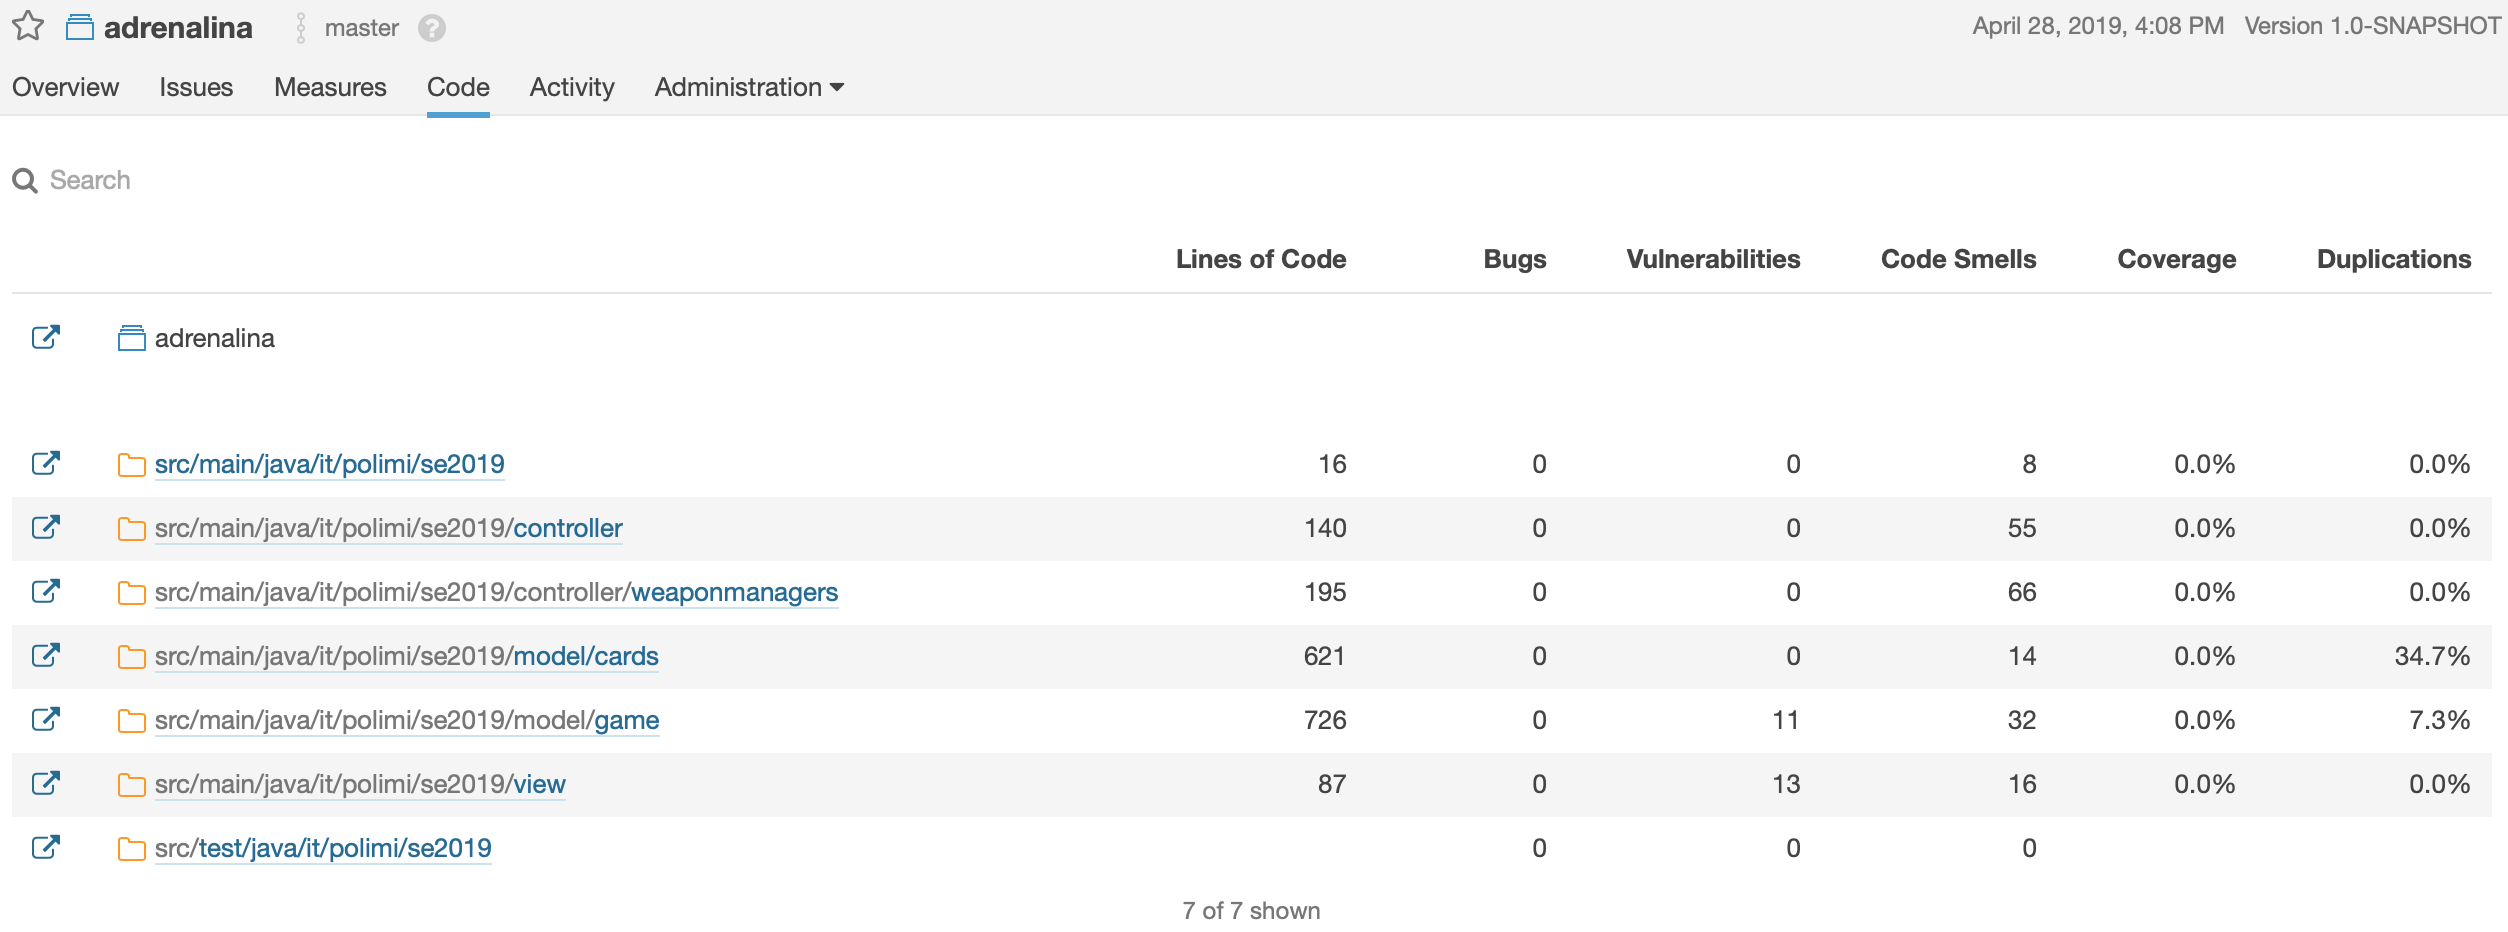 adrenalina master ? April 28, 2019, 4:08 PM Version 1.0-SNAPSHOT
Overview Issues Measures Code Activity Administration
Search
Lines of Code Bugs Vulnerabilities Code Smells Coverage Duplications
adrenalina
src/main/java/it/polimi/se2019 16 0 0 8 0.0% 0.0%
src/main/java/it/polimi/se2019/controller 140 0 0 55 0.0% 0.0%
src/main/java/it/polimi/se2019/controller/weaponmanagers 195 0 0 66 0.0% 0.0%
src/main/java/it/polimi/se2019/model/cards 621 0 0 14 0.0% 34.7%
src/main/java/it/polimi/se2019/model/game 726 0 11 32 0.0% 7.3%
src/main/java/it/polimi/se2019/view 87 0 13 16 0.0% 0.0%
src/test/java/it/polimi/se2019 0 0 0
7 of 7 shown